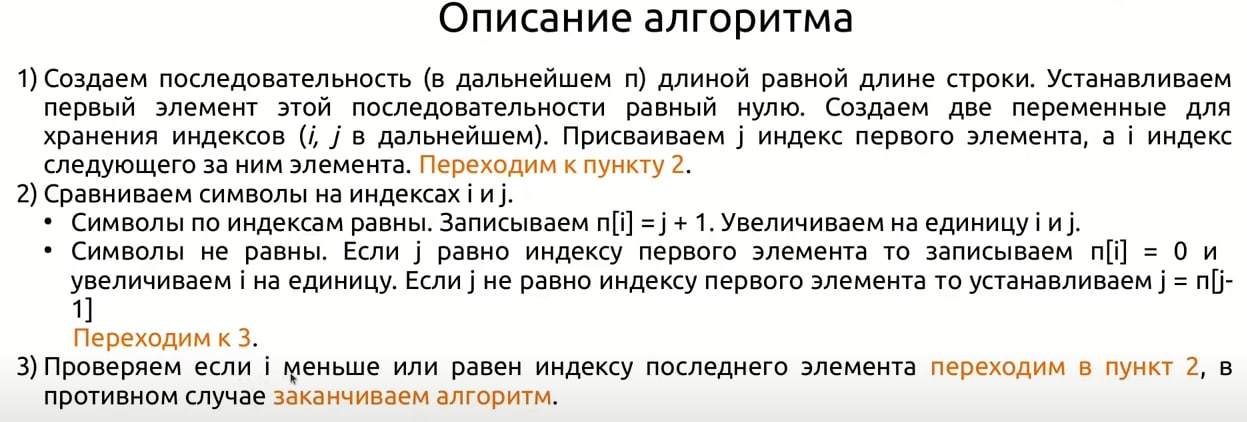 Описание алгоритма
1) Создаем последовательность (в дальнейшем п) длиной равной длине строки. Устанавливаем
первый элемент этой последовательности равный нулю. Создаем две переменные для
хранения индексов (i, j в дальнейшем). Присваиваем j индекс первого элемента, а i индекс
следующего за ним элемента. Переходим к пункту 2.
2) Сравниваем символы на индексах i и j.
• Символы по индексам равны. Записываем п[i] = j + 1. Увеличиваем на единицу i и j.
• Символы не равны. Если j равно индексу первого элемента то записываем п[i] = 0 и
увеличиваем i на единицу. Если j не равно индексу первого элемента то устанавливаем j = п[j-
1]
Переходим к 3.
3) Проверяем если i меньше или равен индексу последнего элемента переходим в пункт 2, в
противном случае заканчиваем алгоритм.